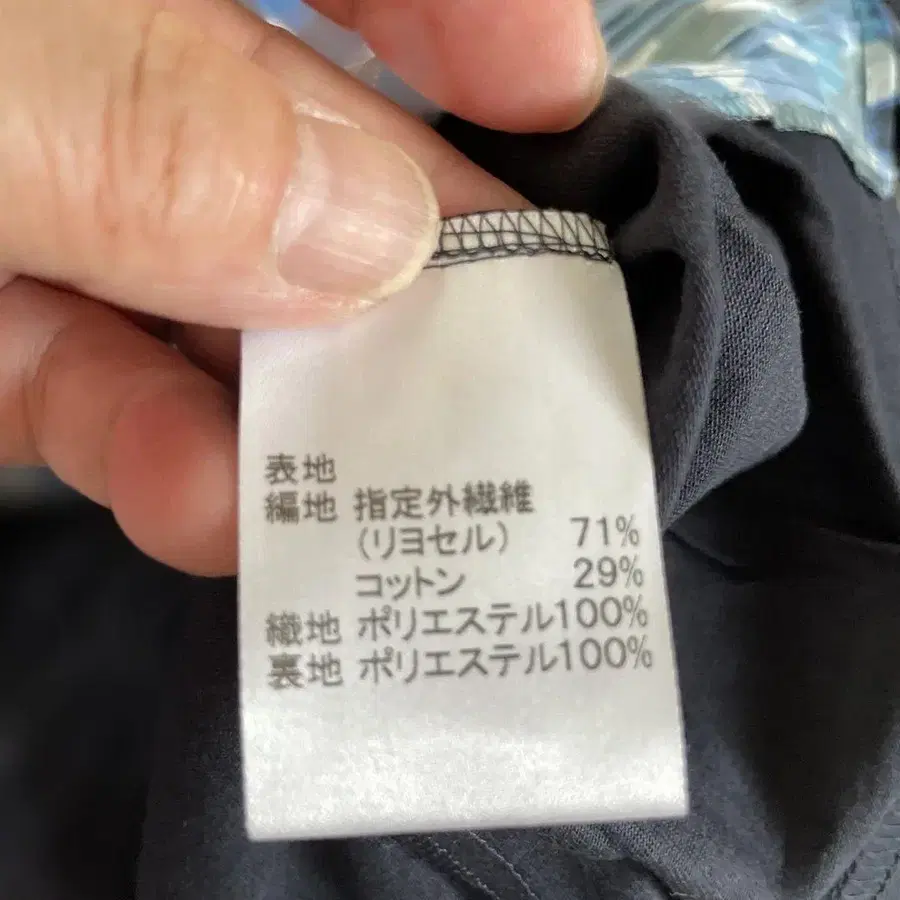 表地
編地 指定外繊維
(リヨセル) 71%
コットン 29%
織地 ポリエステル100%
裏地 ポリエステル100%